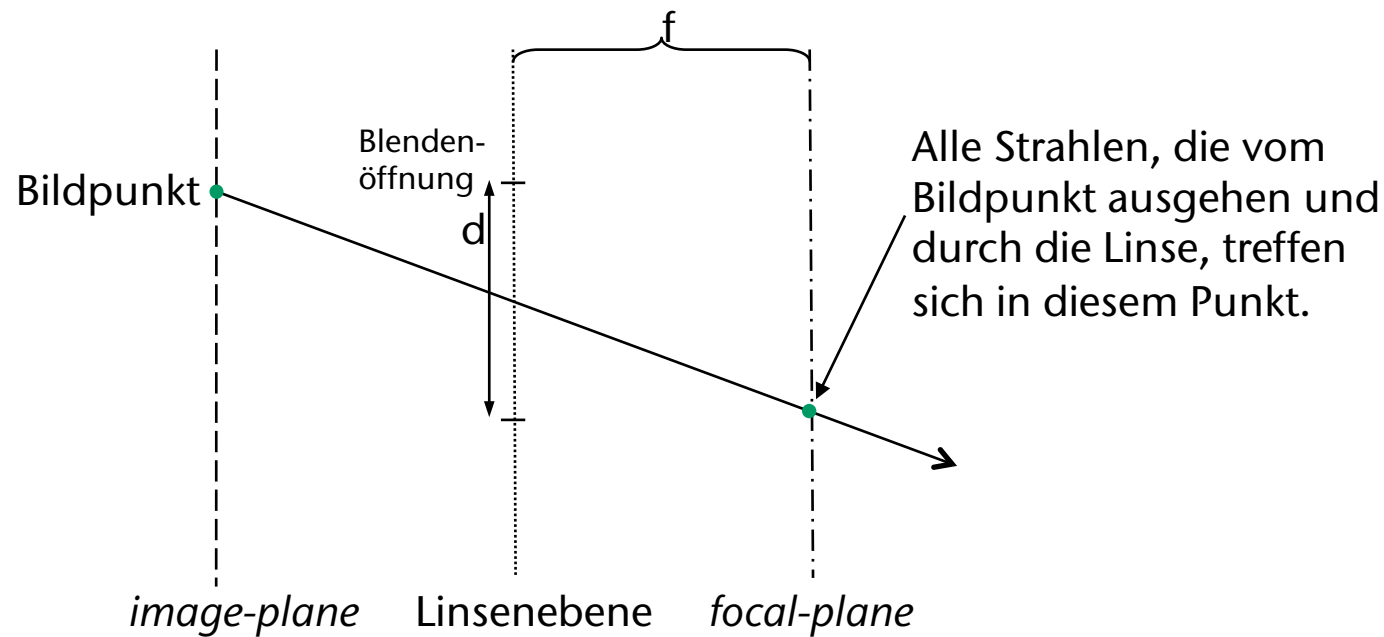 f
Blenden-
öffnung
Bildpunkt
d
Alle Strahlen, die vom
Bildpunkt ausgehen und
durch die Linse, treffen
sich in diesem Punkt.
image-plane
Linsenebene
focal-plane